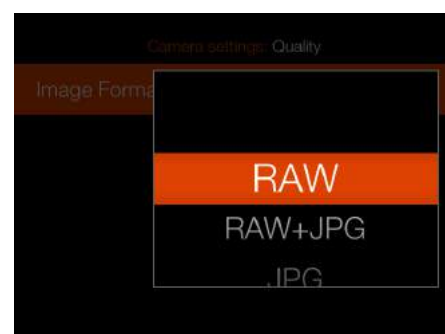 Camera settings: Quality
Image Forma
RAW
RAW+JPG
JPG